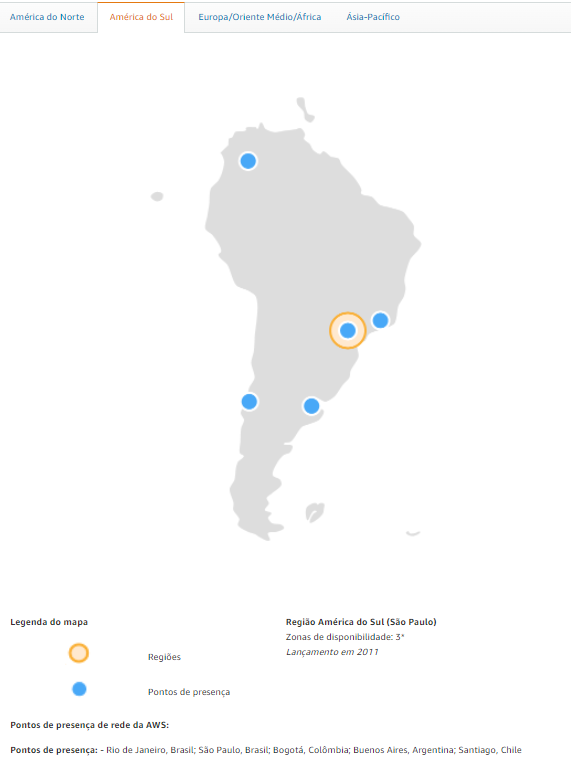 América do Norte América do Sul Europa/Oriente Médio/África Ásia-Pacífico
Legenda do mapa
Regiões
Pontos de presença
Região América do Sul (São Paulo)
Zonas de disponibilidade: 3*
Lançamento em 2011
Pontos de presença de rede da AWS:
Pontos de presença: - Rio de Janeiro, Brasil; São Paulo, Brasil; Bogotá, Colômbia; Buenos Aires, Argentina; Santiago, Chile